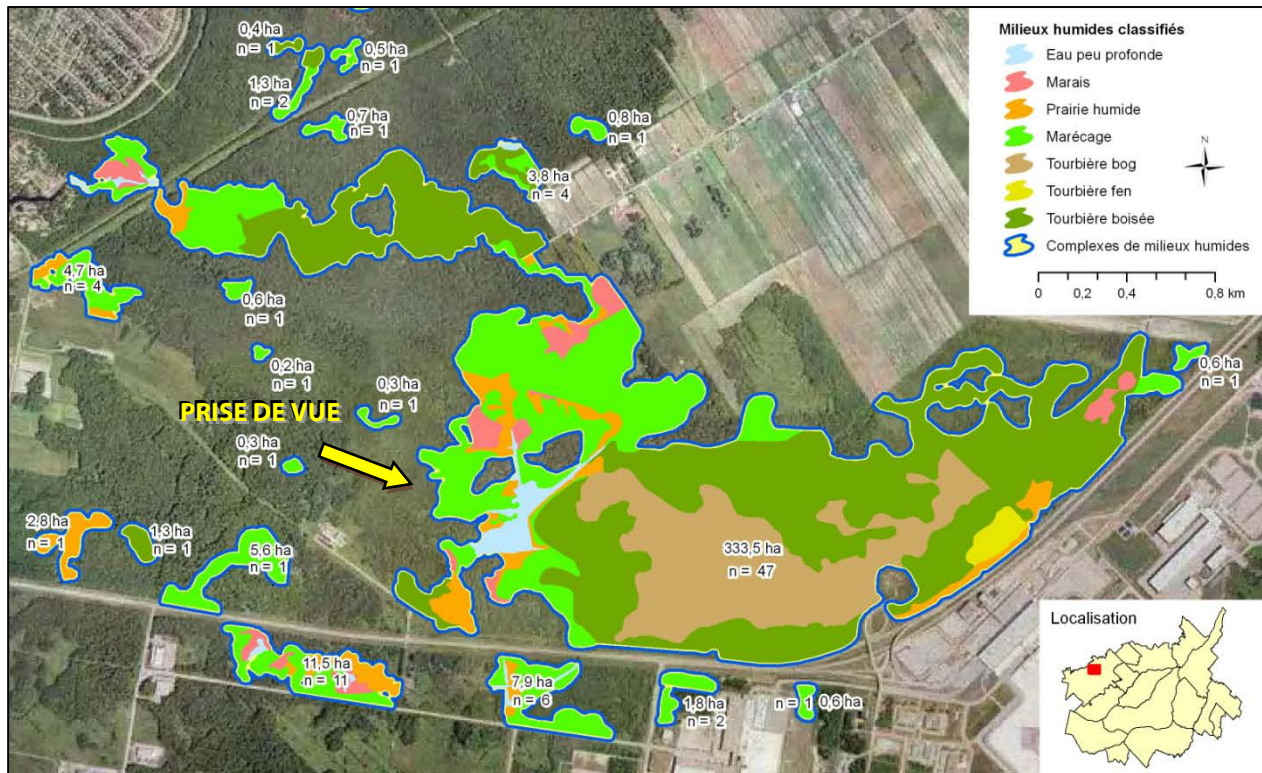 0,4 ha
n = 1
0,5 ha
n = 1
1,3 ha
n = 2
0,7 ha
n = 1
0,8 ha
n = 1
3,8 ha
n = 4
4,7 ha
n = 4
0,6 ha
n = 1
0,2 ha
n = 1
0,3 ha
n = 1
PRISE DE VUE
0,3 ha
n = 1
0,6 ha
n = 1
2,8 ha
n = 1
1,3 ha
n = 1
5,6 ha
n = 1
333,5 ha
n = 47
11,5 ha
n = 11
7,9 ha
n = 6
1,8 ha
n = 2
n = 1 0,6 ha
Milieux humides classifiés
Eau peu profonde
Marais
Prairie humide
Marécage
Tourbière bog
Tourbière fen
Tourbière boisée
Complexes de milieux humides
N
0 0,2 0,4 0,8 km
Localisation